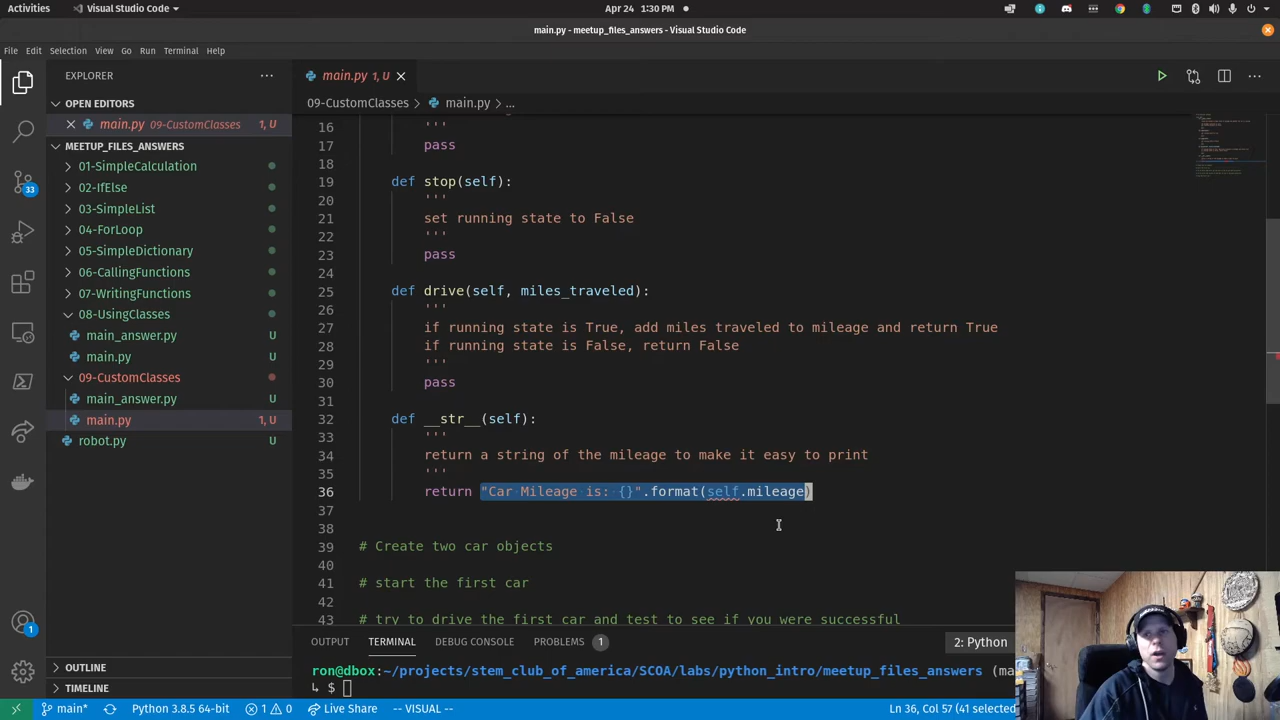 Visual Studio Code
Apr 24 1:30 PM
main.py - meetup_files_answers - Visual Studio Code
File Edit Selection View Go Run Terminal Help
EXPLORER
OPEN EDITORS
main.py 09-CustomClasses 1, U
MEETUP_FILES_ANSWERS
01-SimpleCalculation
02-IfElse
03-SimpleList
04-ForLoop
05-SimpleDictionary
06-CallingFunctions
07-WritingFunctions
08-UsingClasses
main_answer.py U
main.py U
09-CustomClasses
main_answer.py U
main.py 1, U
robot.py U
OUTLINE
TIMELINE
33
1
main.py 1, U
09-CustomClasses > main.py > ...
16 '''
17 pass
18
19 def stop(self):
20 '''
21 set running state to False
22 '''
23 pass
24
25 def drive(self, miles_traveled):
26 '''
27 if running state is True, add miles traveled to mileage and return True
28 if running state is False, return False
29 '''
30 pass
31
32 def __str__(self):
33 '''
34 return a string of the mileage to make it easy to print
35 '''
36 return "Car Mileage is: {}".format(self.mileage)
37
38
39 # Create two car objects
40
41 # start the first car
42
43 # try to drive the first car and test to see if you were successful
OUTPUT TERMINAL DEBUG CONSOLE PROBLEMS 1
2: Python
ron@dbox:~/projects/stem_club_of_america/SCOA/labs/python_intro/meetup_files_answers (ma
↳ $
main* Python 3.8.5 64-bit 1 0 Live Share -- VISUAL -- Ln 36, Col 57 (41 selected